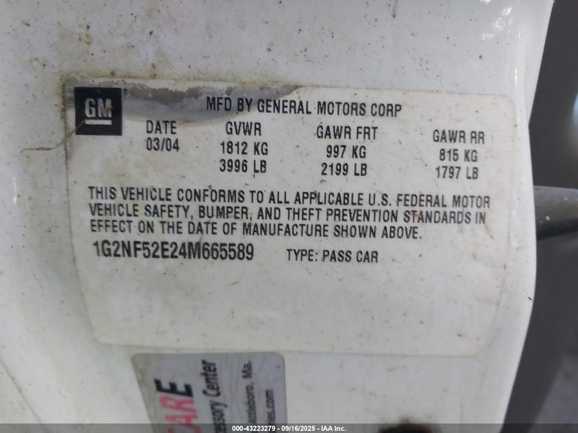 GM
MFD BY GENERAL MOTORS CORP
DATE GVWR GAWR FRT GAWR RR
03/04 1812 KG 997 KG 815 KG
3996 LB 2199 LB 1797 LB
THIS VEHICLE CONFORMS TO ALL APPLICABLE U.S. FEDERAL MOTOR
VEHICLE SAFETY, BUMPER, AND THEFT PREVENTION STANDARDS IN
EFFECT ON THE DATE OF MANUFACTURE SHOWN ABOVE.
1G2NF52E24M665589 TYPE: PASS CAR
Center
Ma.
000-43223279 - 09/16/2025 - IAA Inc.